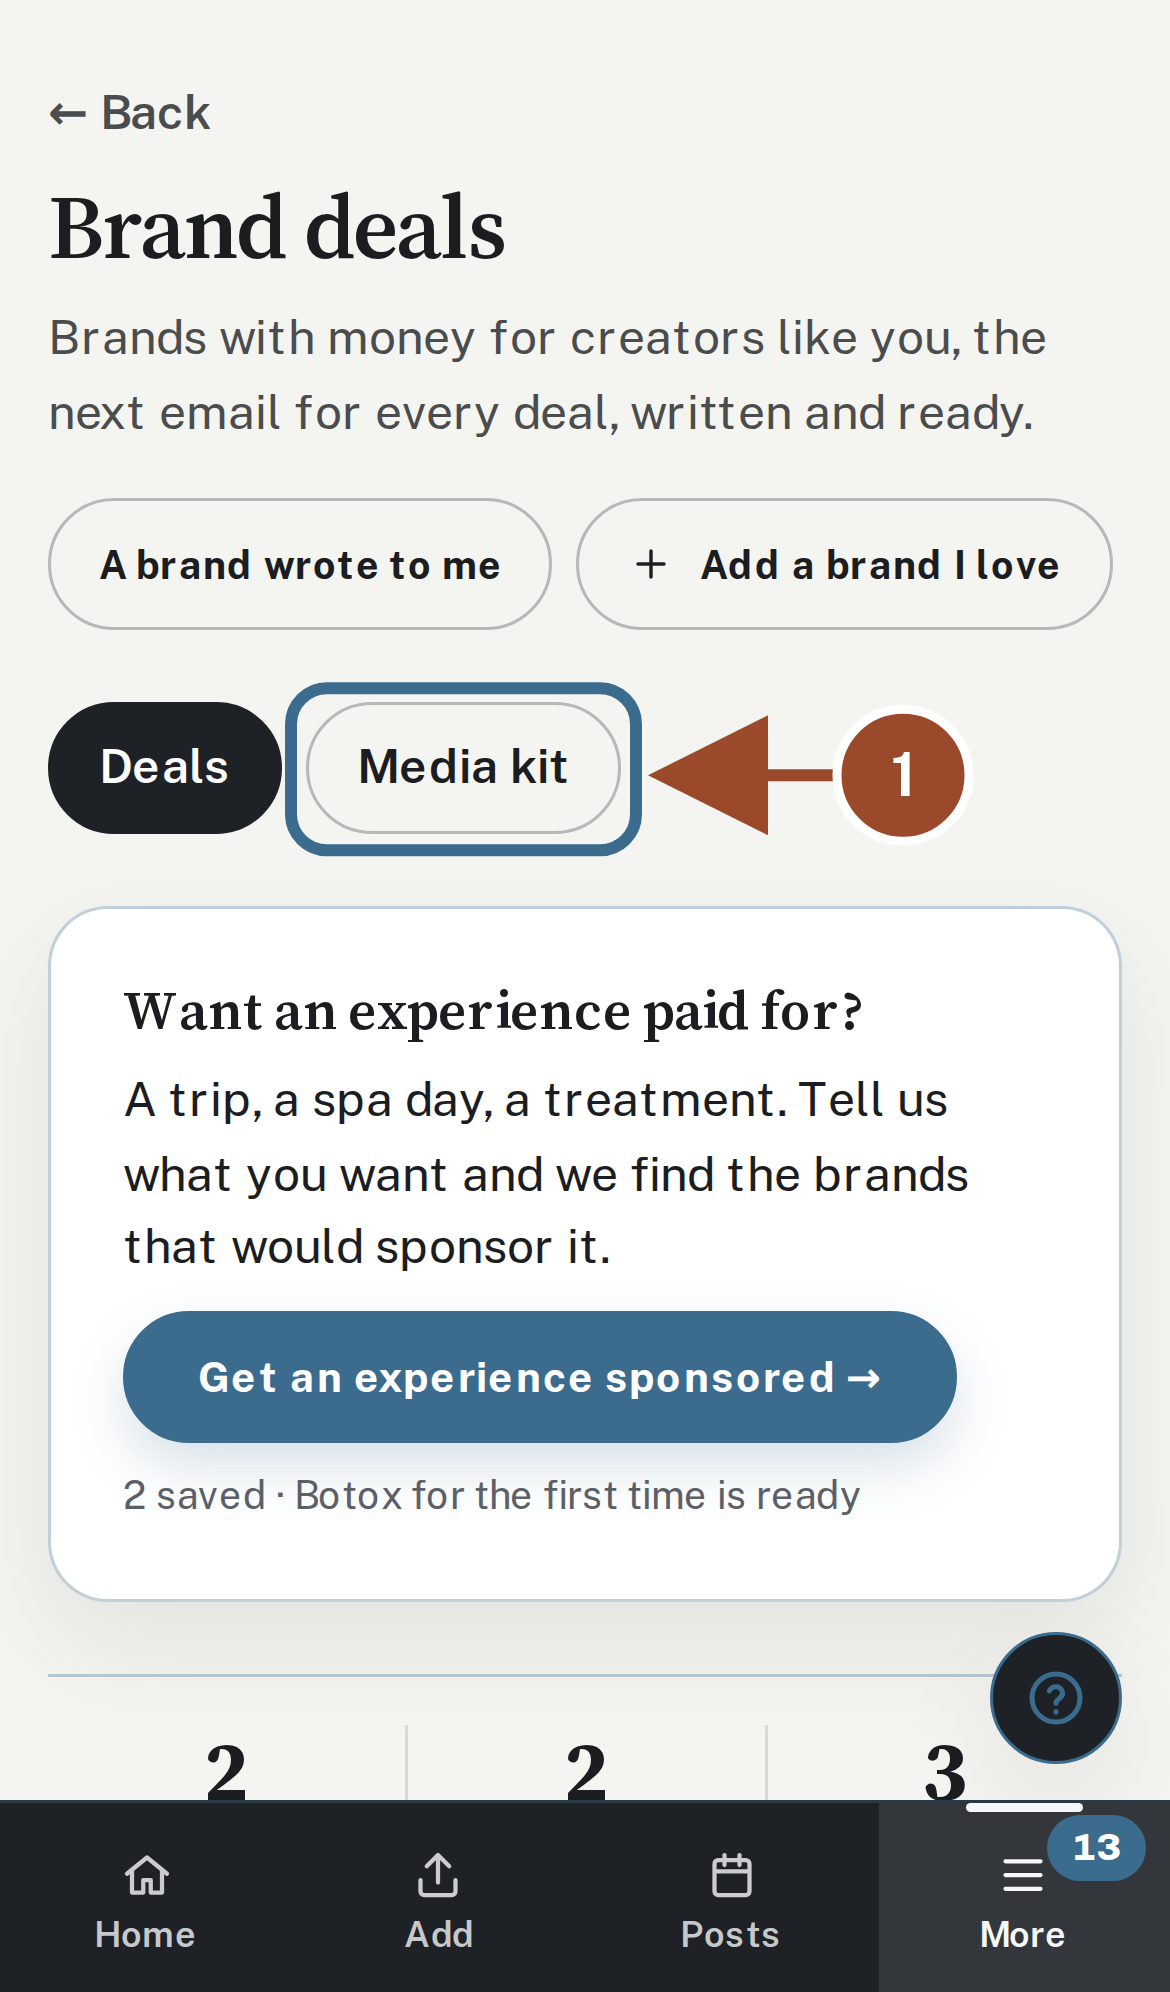 ← Back
Brand deals
Brands with money for creators like you, the
next email for every deal, written and ready.
A brand wrote to me
+ Add a brand I love
Deals
Media kit
1
Want an experience paid for?
A trip, a spa day, a treatment. Tell us
what you want and we find the brands
that would sponsor it.
Get an experience sponsored →
2 saved · Botox for the first time is ready
2
2
3
?
13
Home
Add
Posts
More